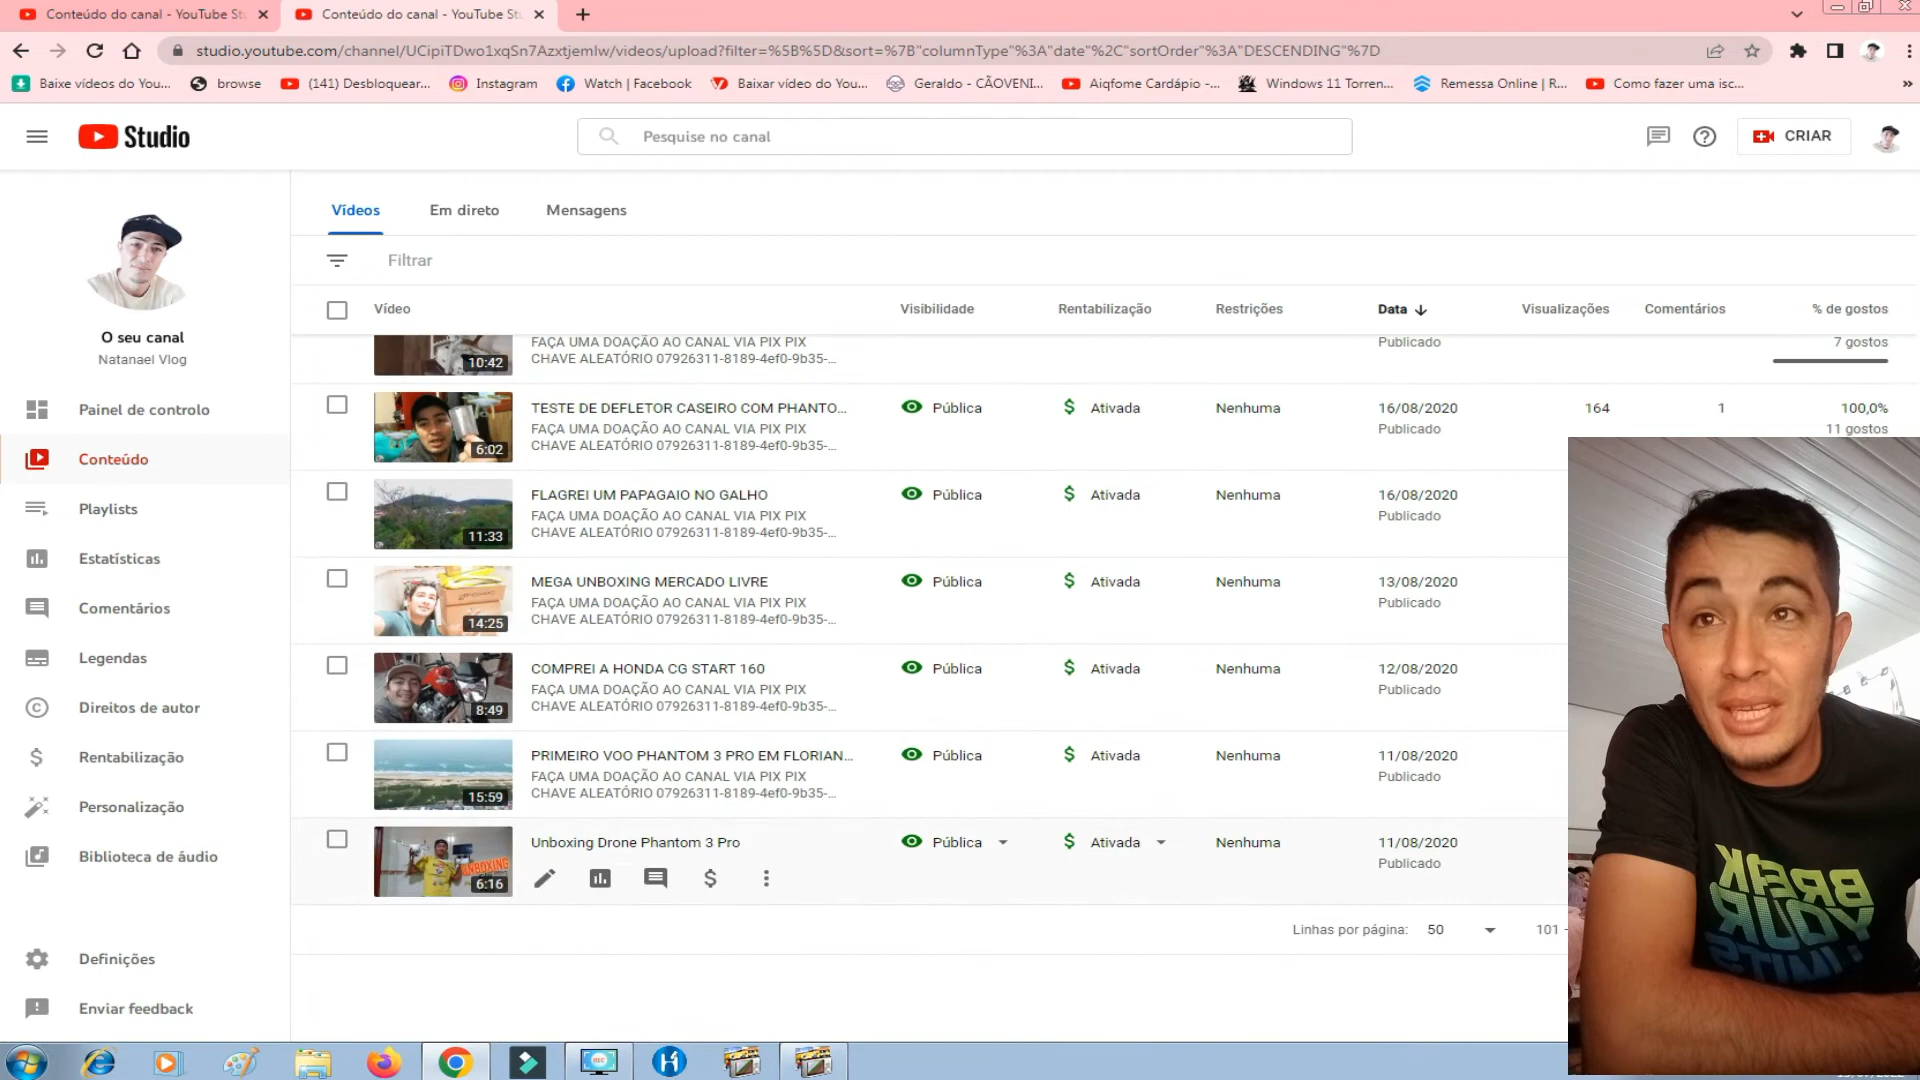 Conteúdo do canal - YouTube St
Conteúdo do canal - YouTube St
studio.youtube.com/channel/UCipiTDwo1xqSn7Azxtjemlw/videos/upload?filter=%5B%5D&sort=%7B"columnType"%3A"date"%2C"sortOrder"%3A"DESCENDING"%7D
Baixe vídeos do You... browse (141) Desbloquear... Instagram Watch | Facebook Baixar vídeo do You... Geraldo - CÃOVENI... Aiqfome Cardápio -... Windows 11 Torren... Remessa Online | R... Como fazer uma isc... »
Studio
Pesquise no canal
CRIAR
Vídeos Em direto Mensagens
Filtrar
Vídeo Visibilidade Rentabilização Restrições Data Visualizações Comentários % de gostos
O seu canal
Natanael Vlog
Painel de controlo
Conteúdo
Playlists
Estatísticas
Comentários
Legendas
Direitos de autor
Rentabilização
Personalização
Biblioteca de áudio
Definições
Enviar feedback
10:42
FAÇA UMA DOAÇÃO AO CANAL VIA PIX PIX
CHAVE ALEATÓRIO 07926311-8189-4ef0-9b35-...
Publicado
7 gostos
6:02
TESTE DE DEFLETOR CASEIRO COM PHANTO...
FAÇA UMA DOAÇÃO AO CANAL VIA PIX PIX
CHAVE ALEATÓRIO 07926311-8189-4ef0-9b35-...
Pública Ativada Nenhuma 16/08/2020 164 1 100,0%
Publicado 11 gostos
11:33
FLAGREI UM PAPAGAIO NO GALHO
FAÇA UMA DOAÇÃO AO CANAL VIA PIX PIX
CHAVE ALEATÓRIO 07926311-8189-4ef0-9b35-...
Pública Ativada Nenhuma 16/08/2020
Publicado
14:25
MEGA UNBOXING MERCADO LIVRE
FAÇA UMA DOAÇÃO AO CANAL VIA PIX PIX
CHAVE ALEATÓRIO 07926311-8189-4ef0-9b35-...
Pública Ativada Nenhuma 13/08/2020
Publicado
8:49
COMPREI A HONDA CG START 160
FAÇA UMA DOAÇÃO AO CANAL VIA PIX PIX
CHAVE ALEATÓRIO 07926311-8189-4ef0-9b35-...
Pública Ativada Nenhuma 12/08/2020
Publicado
15:59
PRIMEIRO VOO PHANTOM 3 PRO EM FLORIAN...
FAÇA UMA DOAÇÃO AO CANAL VIA PIX PIX
CHAVE ALEATÓRIO 07926311-8189-4ef0-9b35-...
Pública Ativada Nenhuma 11/08/2020
Publicado
UNBOXING
6:16
Unboxing Drone Phantom 3 Pro
Pública Ativada Nenhuma 11/08/2020
Publicado
Linhas por página: 50 101 -
BREAK
YOUR
LIMITS
REC